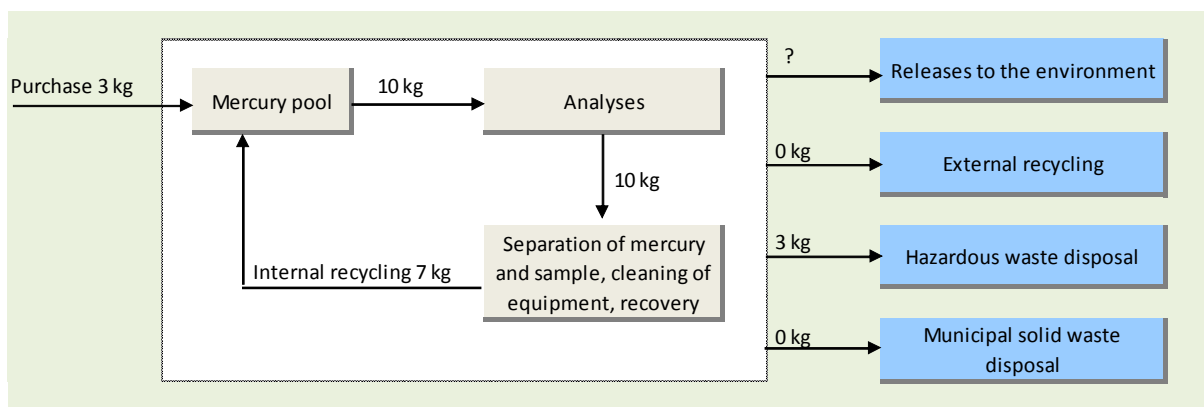 Purchase 3 kg
Mercury pool
10 kg
Analyses
10 kg
Separation of mercury
and sample, cleaning of
equipment, recovery
Internal recycling 7 kg
?
Releases to the environment
0 kg
External recycling
3 kg
Hazardous waste disposal
0 kg
Municipal solid waste
disposal